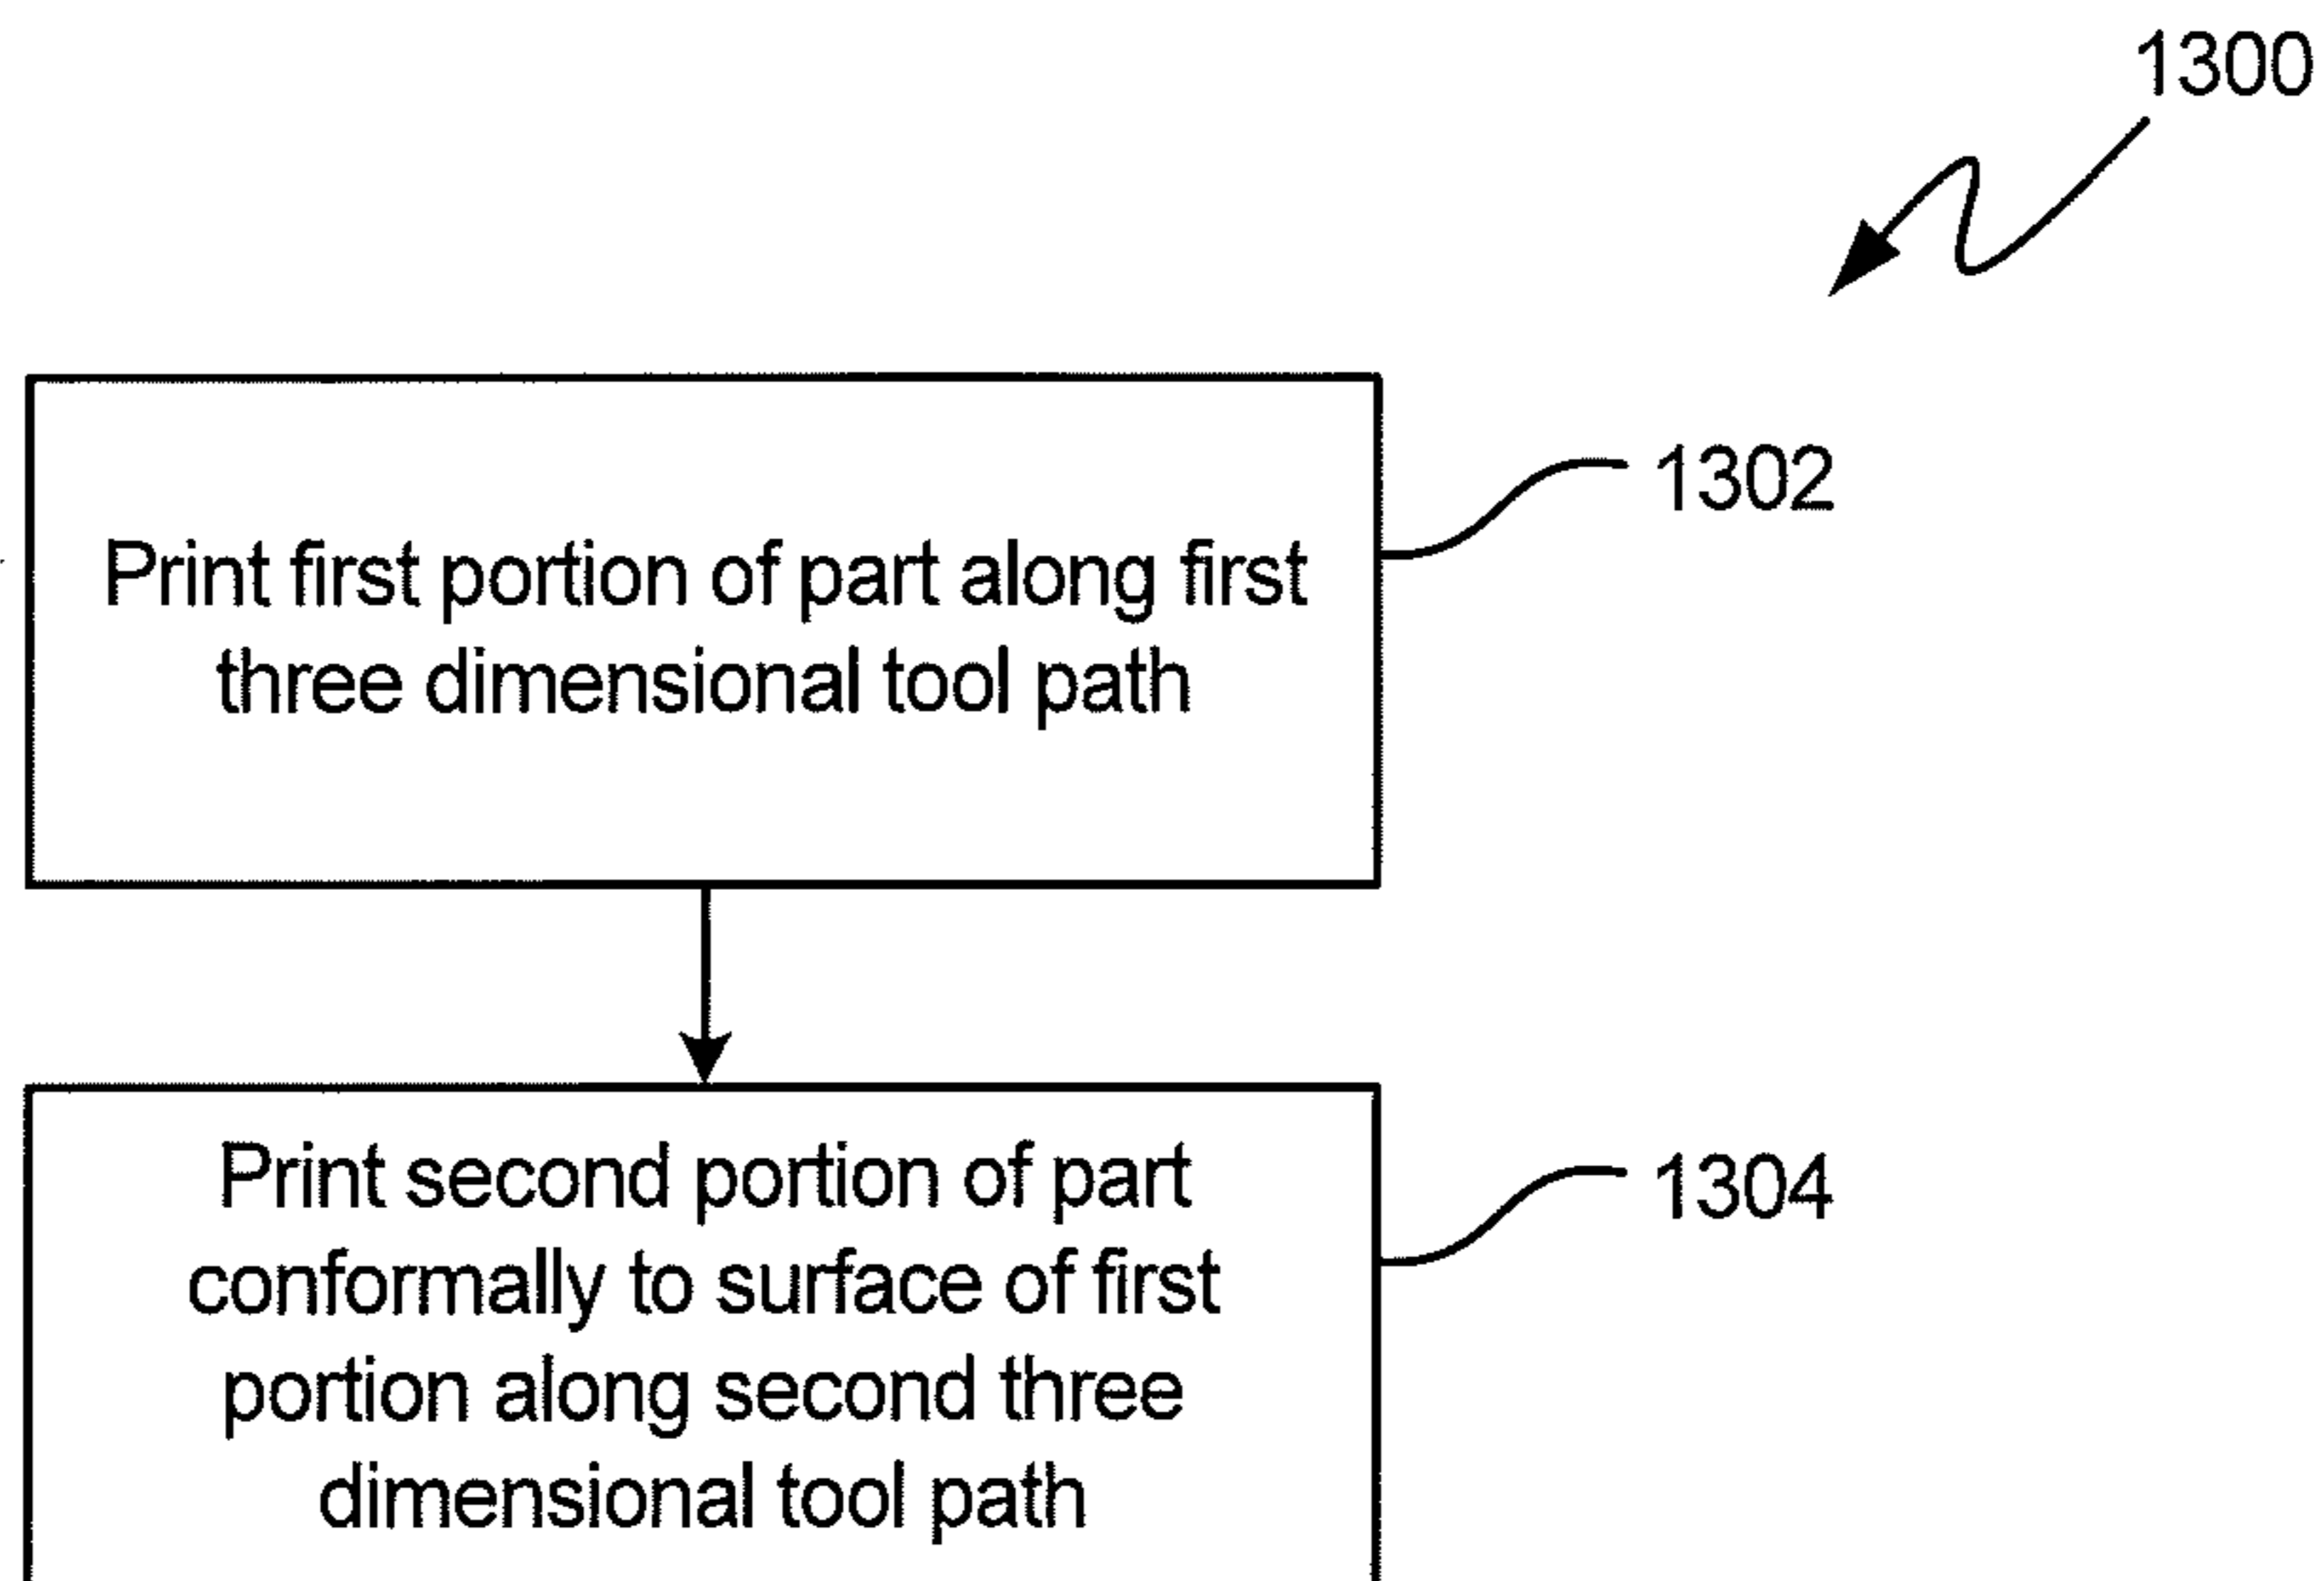 1300
Print first portion of part along first
three dimensional tool path
1302
Print second portion of part
conformally to surface of first
portion along second three
dimensional tool path
1304